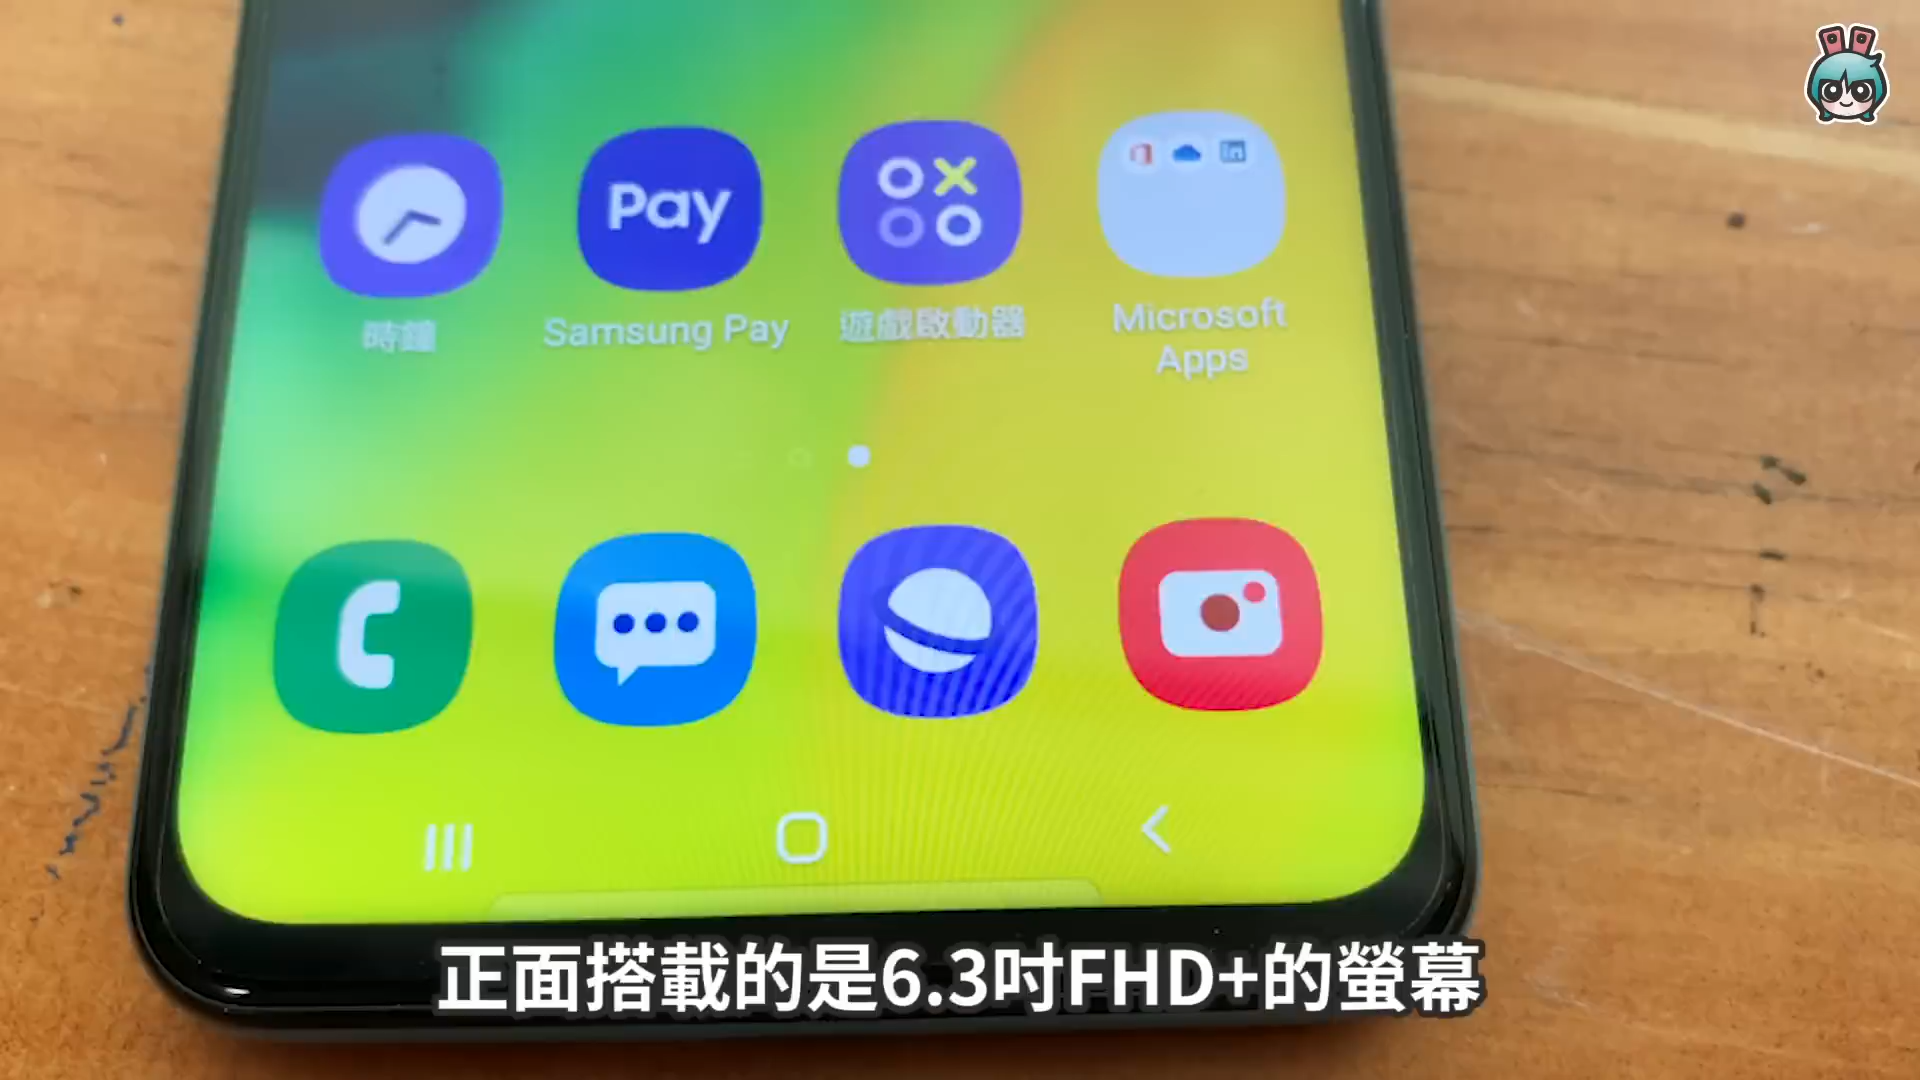 Pay
in
時鐘
Samsung Pay
遊戲啟動器
Microsoft
Apps
正面搭載的是6.3吋FHD+的螢幕